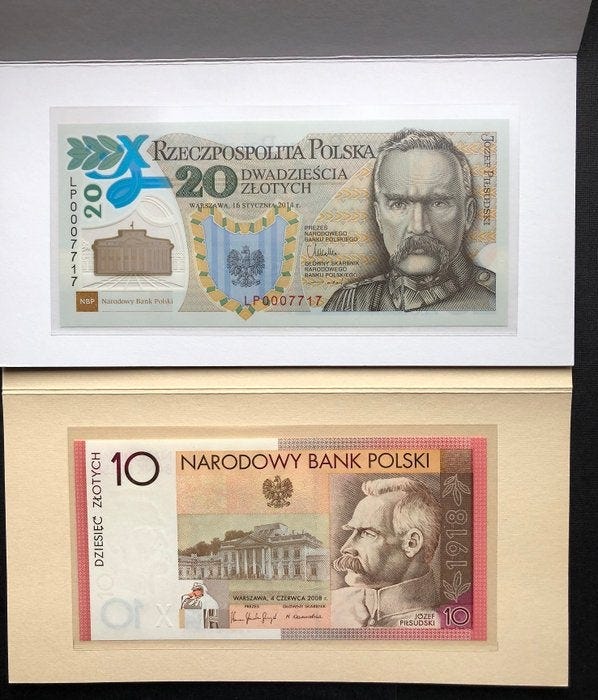 RZECZPOSPOLITA POLSKA
20 DWADZIEŚCIA
ZŁOTYCH
WARSZAWA, 16 STYCZNIA 2014 r.
20
LP0007717
JÓZEF PIŁSUDSKI
PREZES
NARODOWEGO
BANKU POLSKIEGO
GŁÓWNY SKARBNIK
NARODOWEGO
BANKU POLSKIEGO
LP0007717
NBP Narodowy Bank Polski
10 NARODOWY BANK POLSKI
DZIESIĘĆ ZŁOTYCH
1918
WARSZAWA, 4 CZERWCA 2008 r.
PREZES GŁÓWNY SKARBNIK
JÓZEF
PIŁSUDSKI
10
10 X